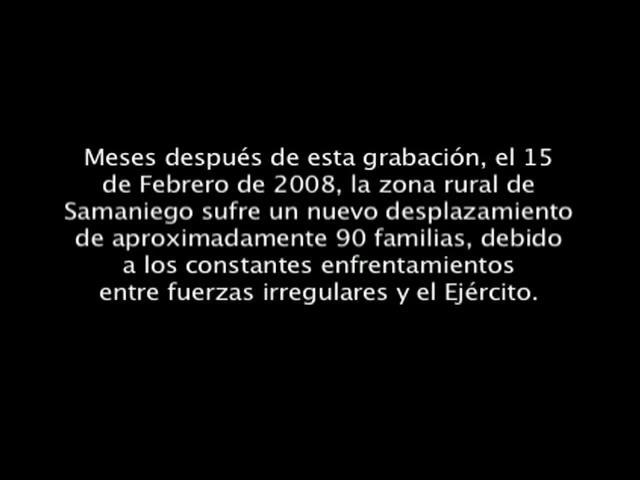 Meses después de esta grabación, el 15
de Febrero de 2008, la zona rural de
Samaniego sufre un nuevo desplazamiento
de aproximadamente 90 familias, debido
a los constantes enfrentamientos
entre fuerzas irregulares y el Ejército.